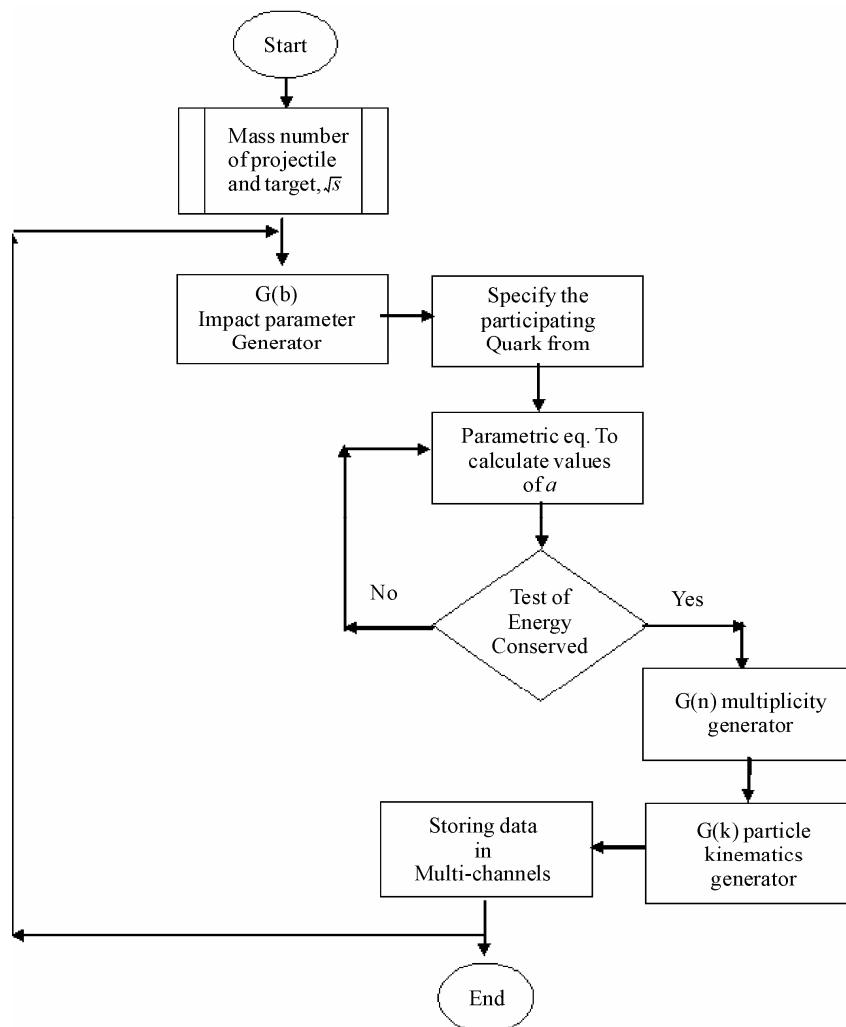 Start
Mass number
of projectile
and target, √s
G(b)
Impact parameter
Generator
Specify the
participating
Quark from
Parametric eq. To
calculate values
of a
No
Test of
Energy
Conserved
Yes
G(n) multiplicity
generator
Storing data
in
Multi-channels
G(k) particle
kinematics
generator
End